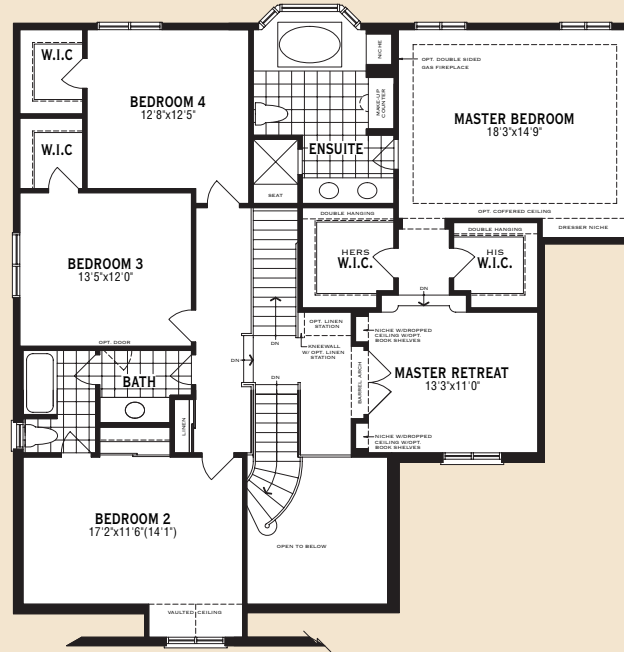 W.I.C
BEDROOM 4
12'8"x12'5"
NICHE
MAKE-UP
COUNTER
OPT. DOUBLE SIDED
GAS FIREPLACE
MASTER BEDROOM
18'3"x14'9"
W.I.C
ENSUITE
SEAT
DOUBLE HANGING
OPT. COFFERED CEILING
DRESSER NICHE
DOUBLE HANGING
HERS
W.I.C.
HIS
W.I.C.
BEDROOM 3
13'5"x12'0"
DN
OPT. LINEN
STATION
NICHE W/DROPPED
CEILING W/OPT.
BOOK SHELVES
OPT. DOOR
DN
KNEEWALL
W/ OPT. LINEN
STATION
DN
DN
BATH
BARREL ARCH
MASTER RETREAT
13'3"x11'0"
LINEN
NICHE W/DROPPED
CEILING W/OPT.
BOOK SHELVES
BEDROOM 2
17'2"x11'6"(14'1")
OPEN TO BELOW
VAULTED CEILING